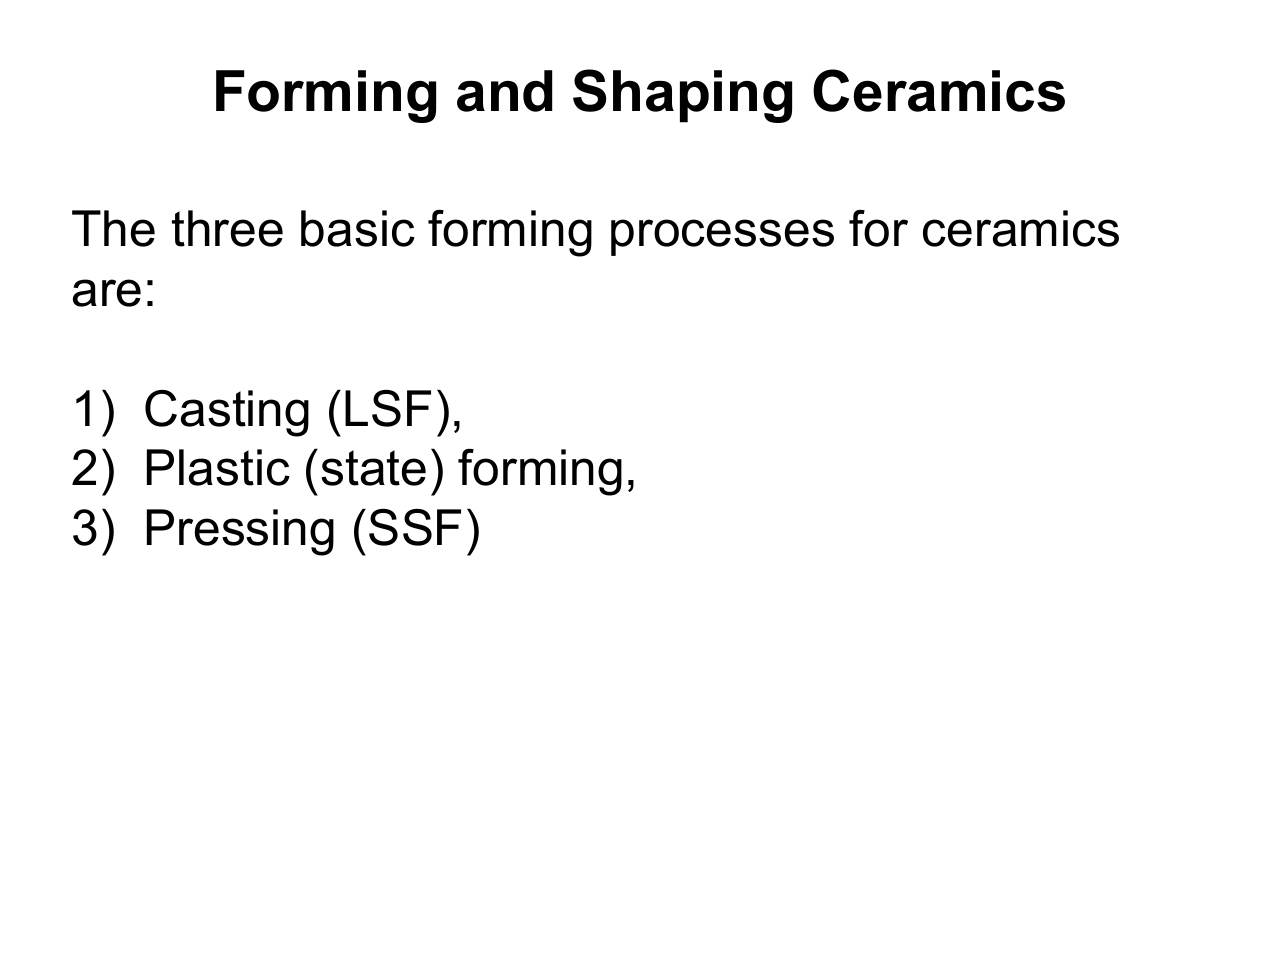 Forming and Shaping Ceramics
The three basic forming processes for ceramics
are:
1) Casting (LSF),
2) Plastic (state) forming,
3) Pressing (SSF)